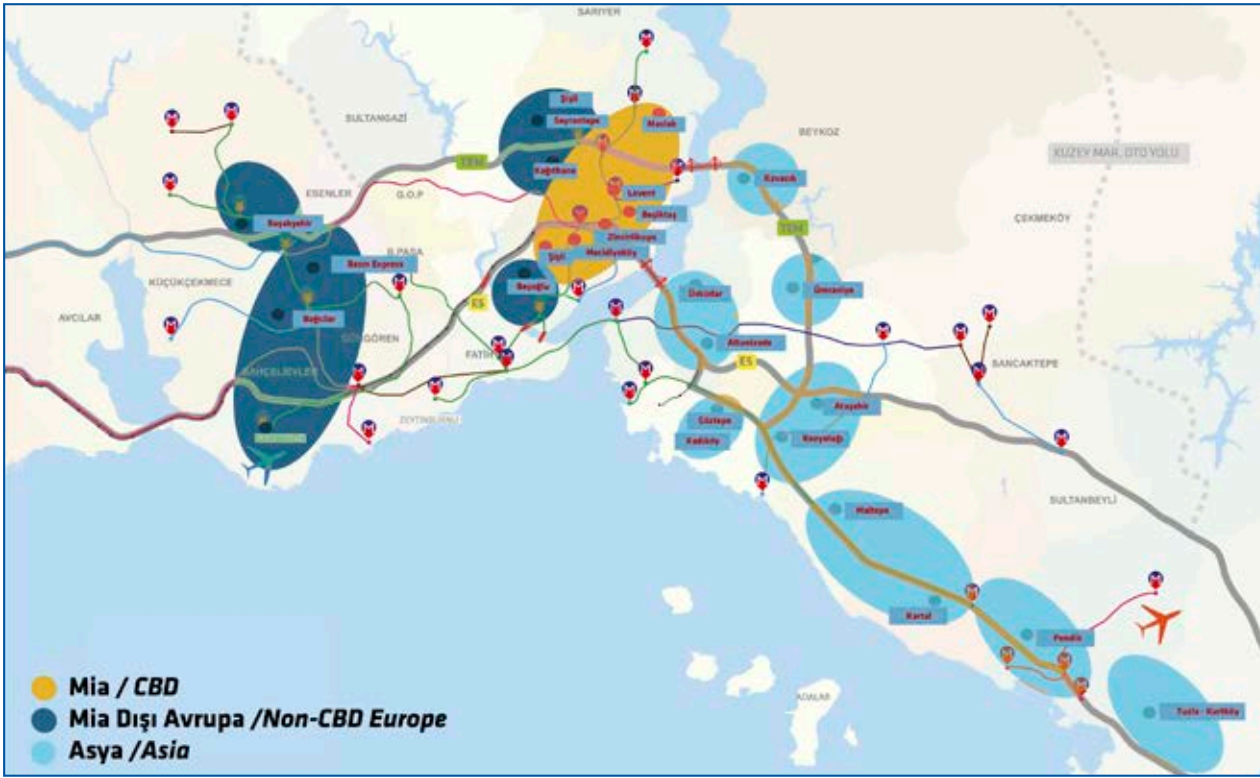 SARIYER
Şişli
Seyrantepe
Maslak
SULTANGAZİ
BEYKOZ
KUZEY MAR. OTO YOLU
TEM
Kağıthane
Kavacık
ESENLER
G.O.P
Levent
Beşiktaş
ÇEKMEKÖY
Başakşehir
Zincirlikuyu
TEM
B.PAŞA
Şişli
Mecidiyeköy
Basın Express
KÜÇÜKÇEKMECE
Beyoğlu
Üsküdar
Ümraniye
ES
AVCILAR
Bağcılar
GÜNGÖREN
Altunizade
FATİH
ES
SANCAKTEPE
BAHÇELİEVLER
ZEYTİNBURNU
Göztepe
Ataşehir
Kadıköy
Kozyatağı
SULTANBEYLİ
Maltepe
Kartal
Pendik
ADALAR
Tuzla - Kurtköy
Mia / CBD
Mia Dışı Avrupa /Non-CBD Europe
Asya /Asia